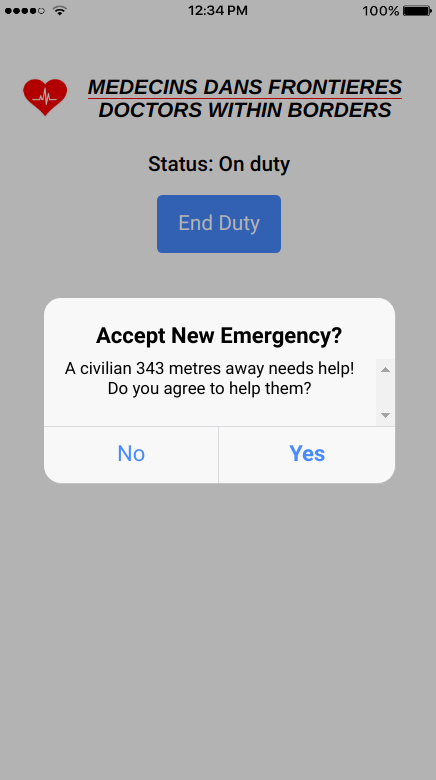 12:34 PM 100%
MEDECINS DANS FRONTIERES
DOCTORS WITHIN BORDERS
Status: On duty
End Duty
Accept New Emergency?
A civilian 343 metres away needs help!
Do you agree to help them?
No Yes